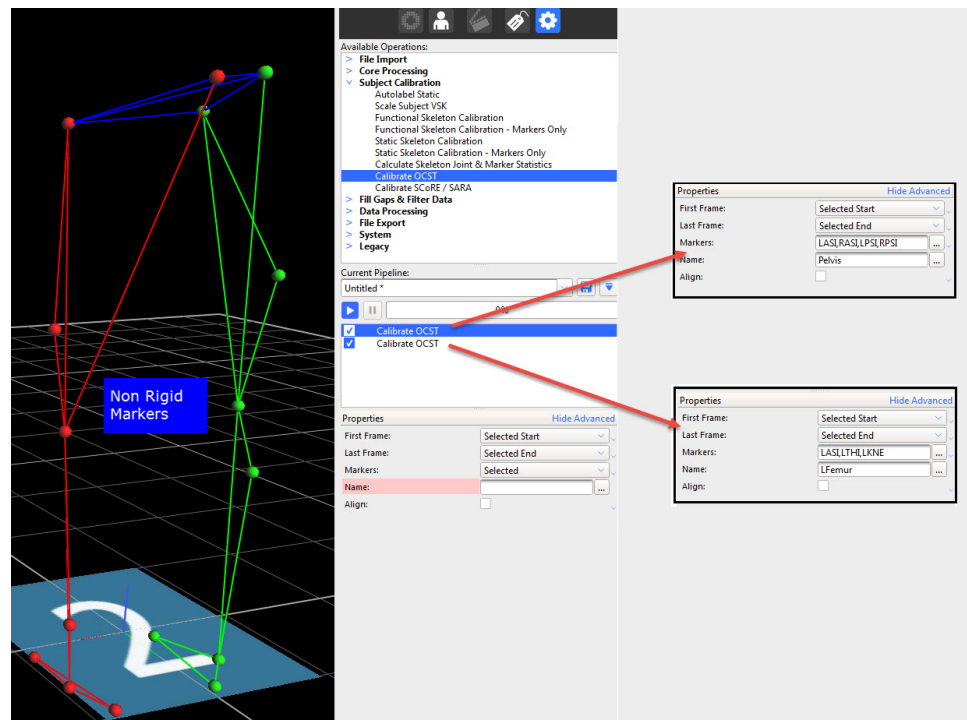 Available Operations:
> File Import
> Core Processing
Subject Calibration
Autolabel Static
Scale Subject VSK
Functional Skeleton Calibration
Functional Skeleton Calibration - Markers Only
Static Skeleton Calibration
Static Skeleton Calibration - Markers Only
Calculate Skeleton Joint & Marker Statistics
Calibrate OCST
Calibrate SCoRE / SARA
> Fill Gaps & Filter Data
> Data Processing
> File Export
> System
> Legacy
Current Pipeline:
Untitled *
0%
Calibrate OCST
Calibrate OCST
Properties Hide Advanced
First Frame: Selected Start
Last Frame: Selected End
Markers: Selected
Name: ...
Align:
Non Rigid
Markers
2
Properties Hide Advanced
First Frame: Selected Start
Last Frame: Selected End
Markers: LASI,RASI,LPSI,RPSI ...
Name: Pelvis ...
Align:
Properties Hide Advanced
First Frame: Selected Start
Last Frame: Selected End
Markers: LASI,LTHI,LKNE ...
Name: LFemur ...
Align: